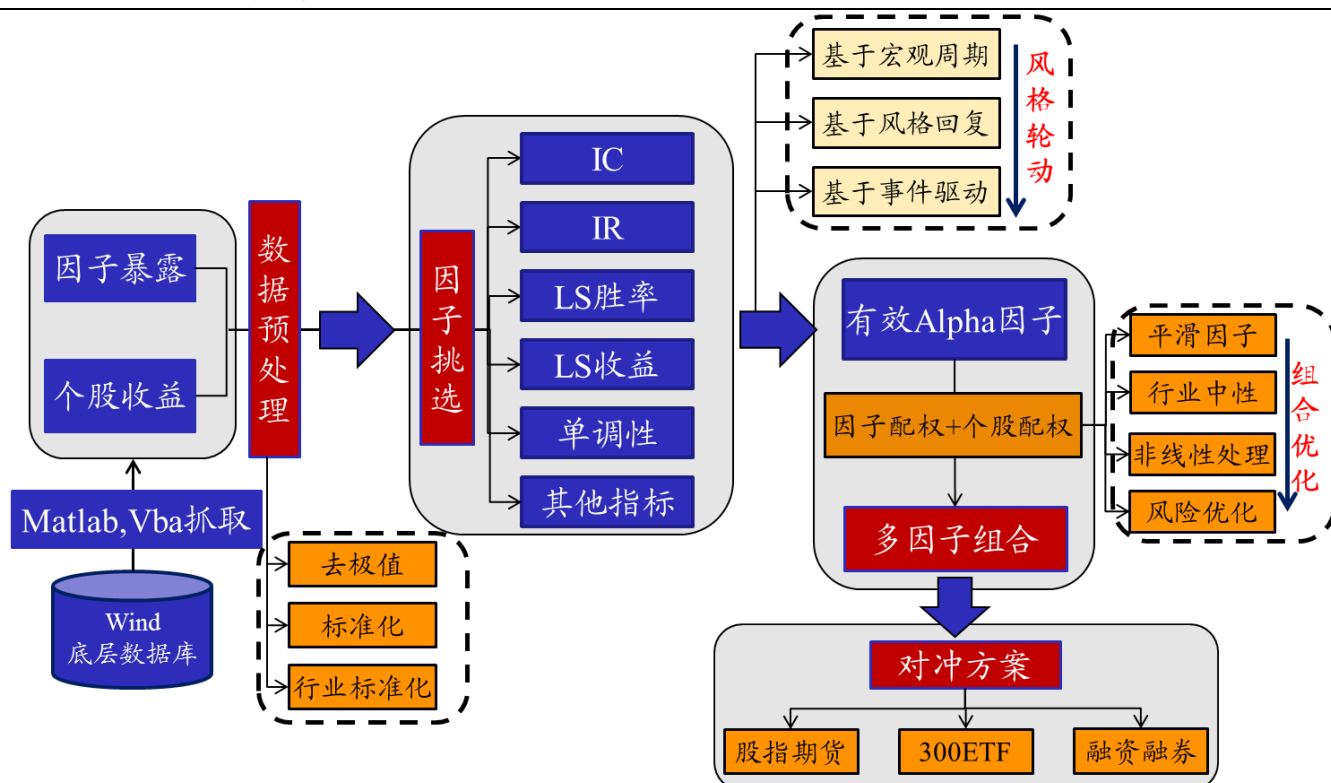 因子暴露
个股收益
Matlab,Vba抓取
Wind
底层数据库
数据预处理
去极值
标准化
行业标准化
因子挑选
IC
IR
LS胜率
LS收益
单调性
其他指标
基于宏观周期
基于风格回复
基于事件驱动
风格轮动
有效Alpha因子
因子配权+个股配权
多因子组合
平滑因子
行业中性
非线性处理
风险优化
组合优化
对冲方案
股指期货
300ETF
融资融券